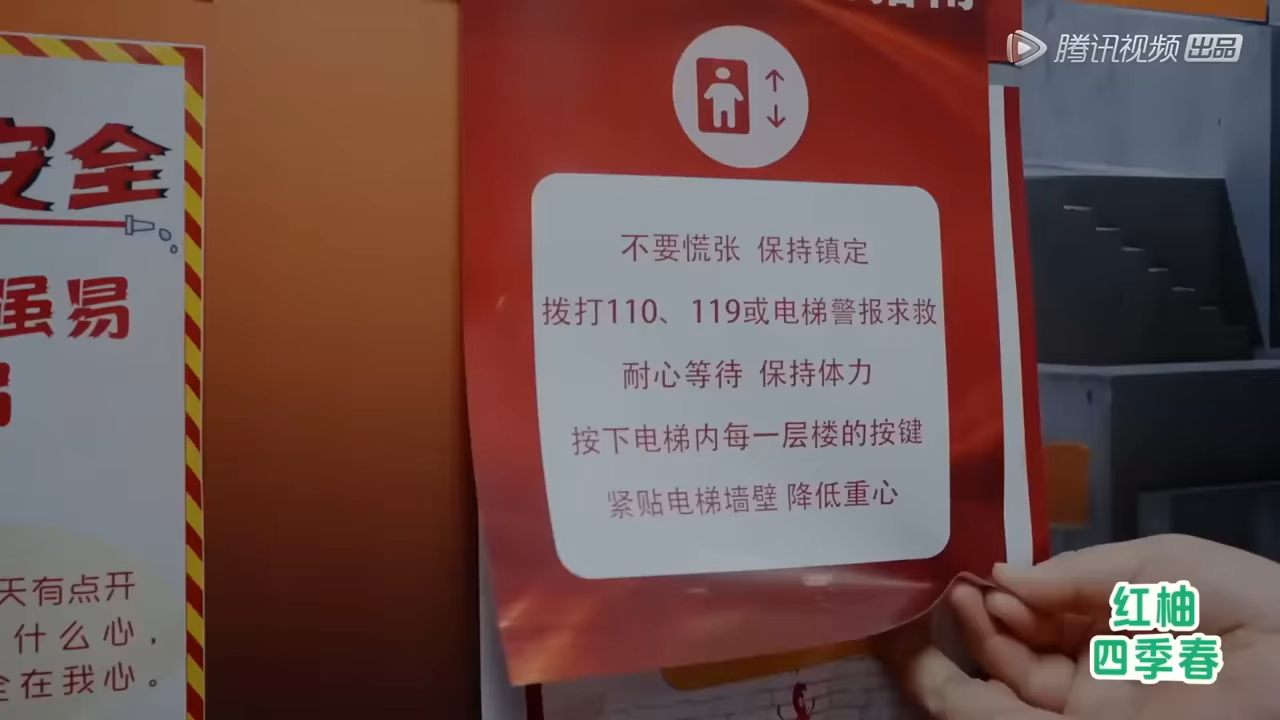 腾讯视频 出品
安全
强易
不要慌张 保持镇定
拨打110、119或电梯警报求救
耐心等待 保持体力
按下电梯内每一层楼的按键
紧贴电梯墙壁 降低重心
天有点开
什么心，
全在我心。
红柚
四季春